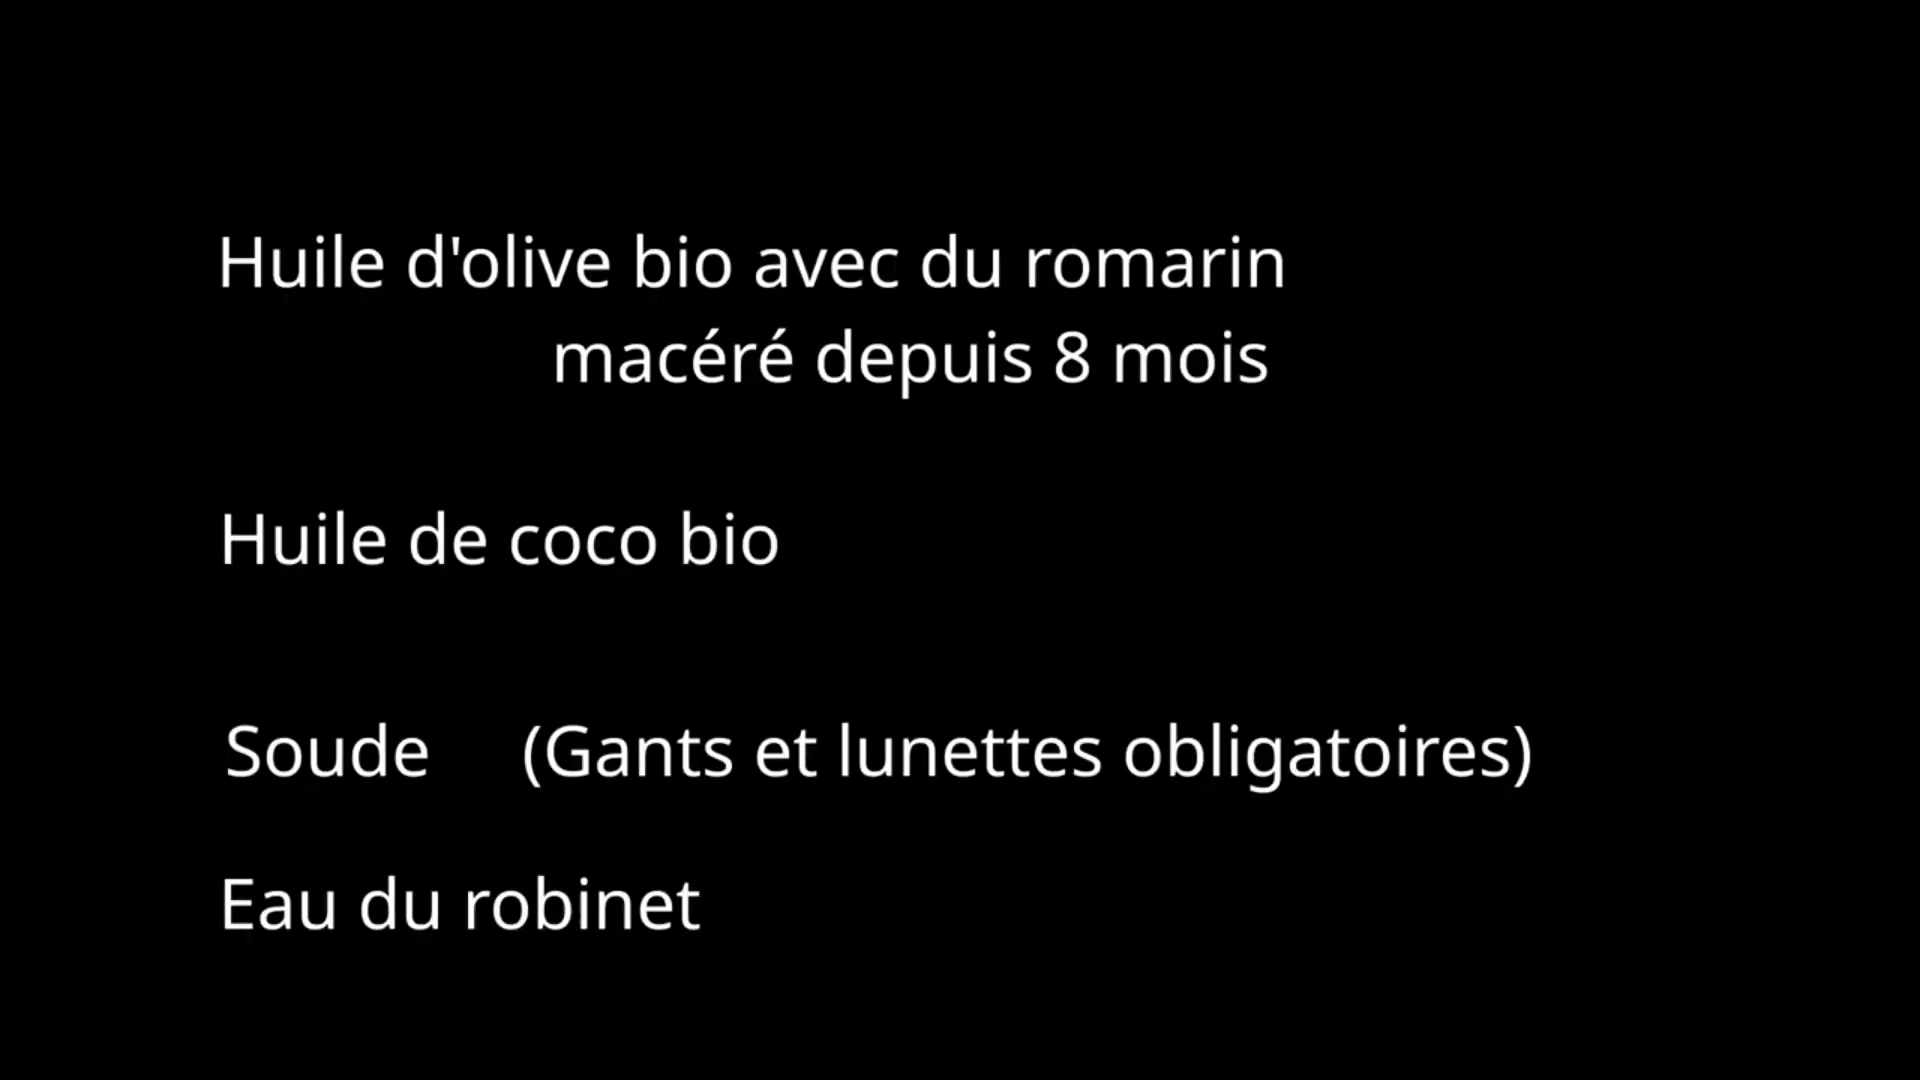 Huile d'olive bio avec du romarin
macéré depuis 8 mois
Huile de coco bio
Soude (Gants et lunettes obligatoires)
Eau du robinet